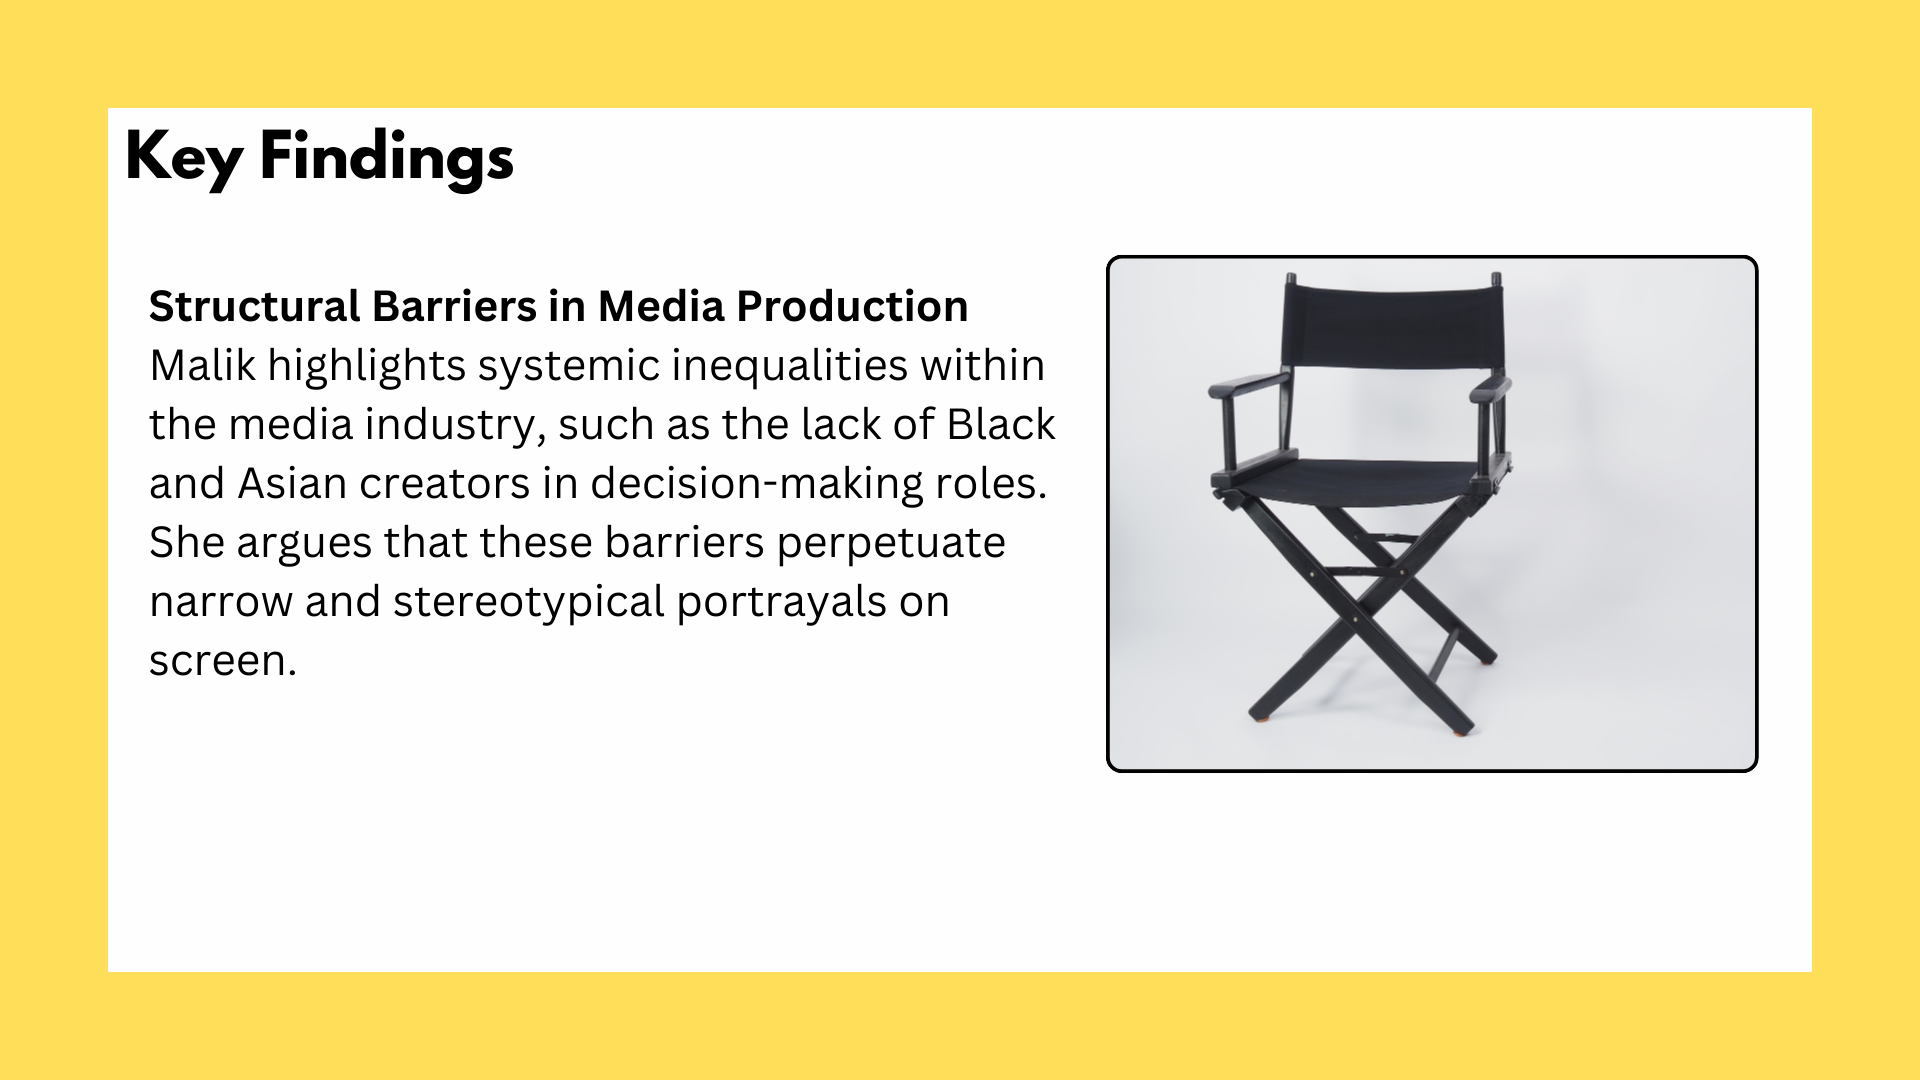 Key Findings
Structural Barriers in Media Production
Malik highlights systemic inequalities within
the media industry, such as the lack of Black
and Asian creators in decision-making roles.
She argues that these barriers perpetuate
narrow and stereotypical portrayals on
screen.